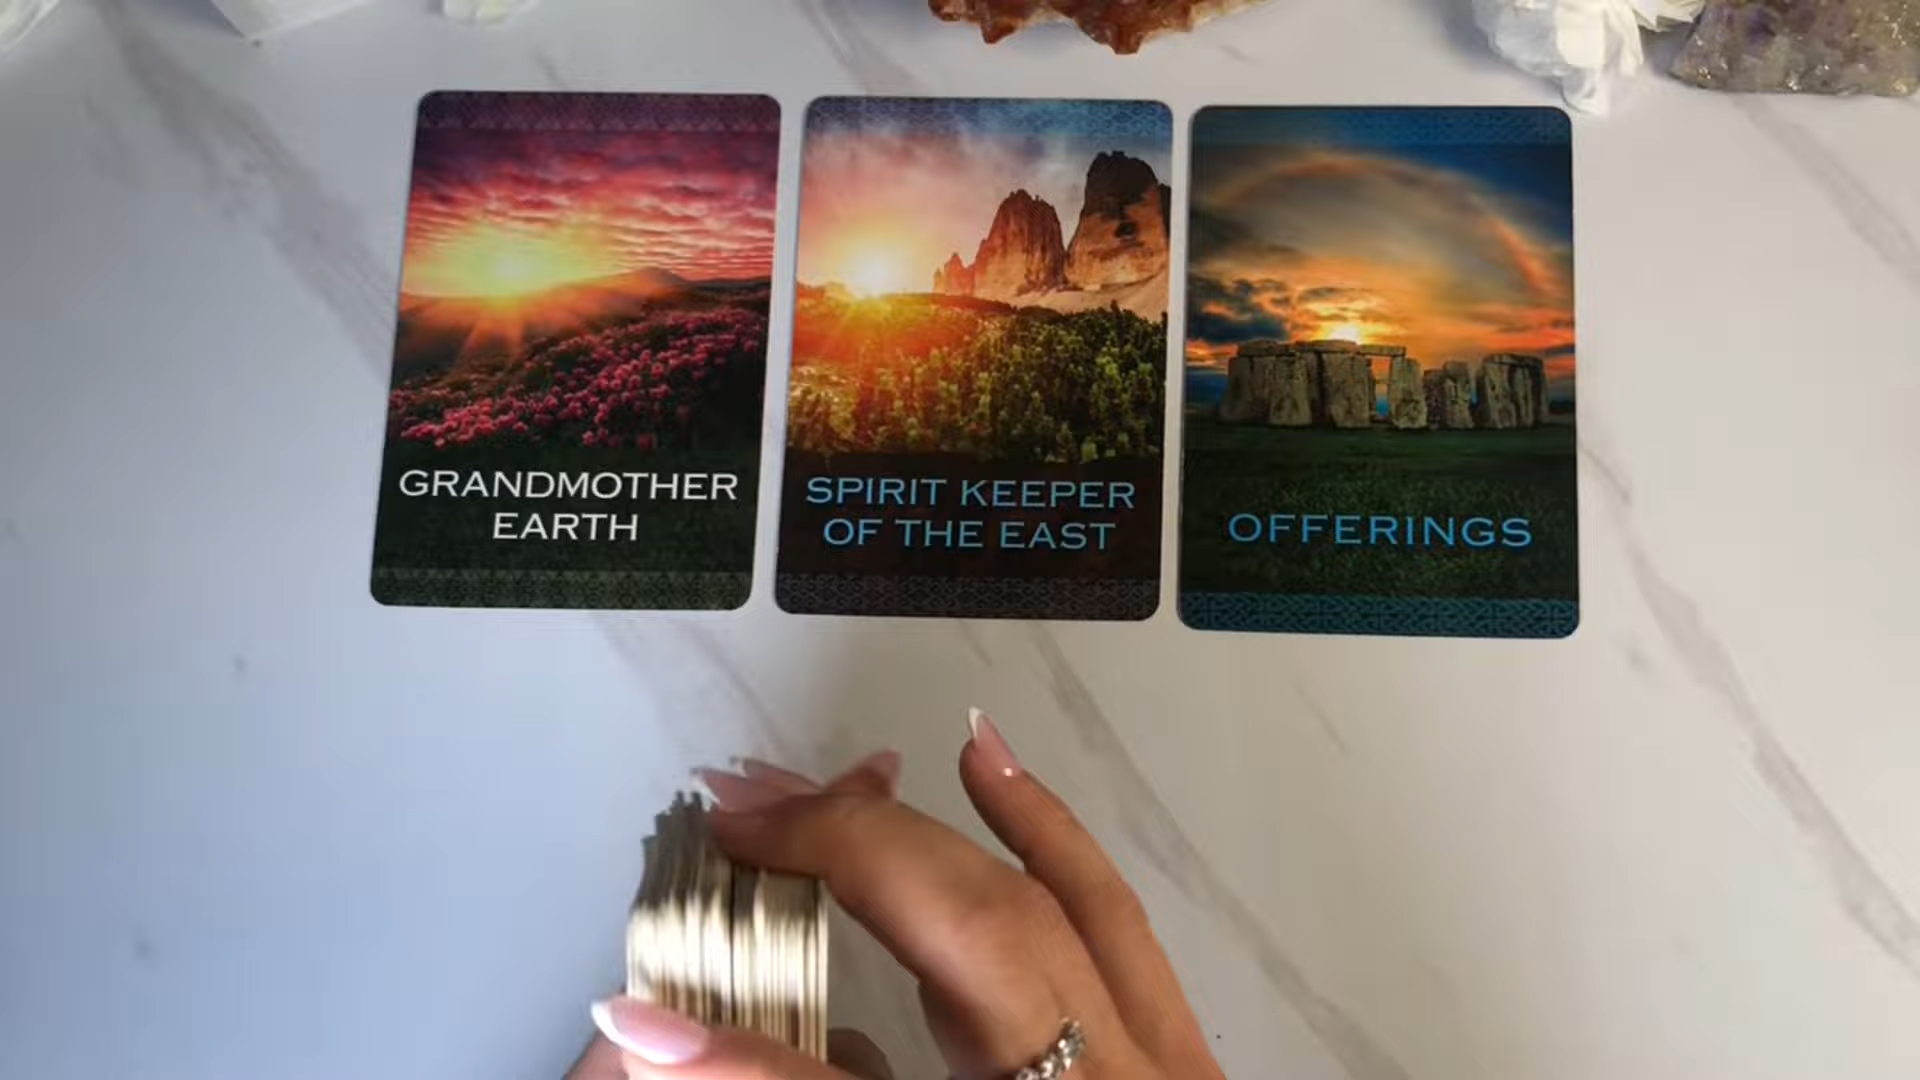 GRANDMOTHER
EARTH
SPIRIT KEEPER
OF THE EAST
OFFERINGS